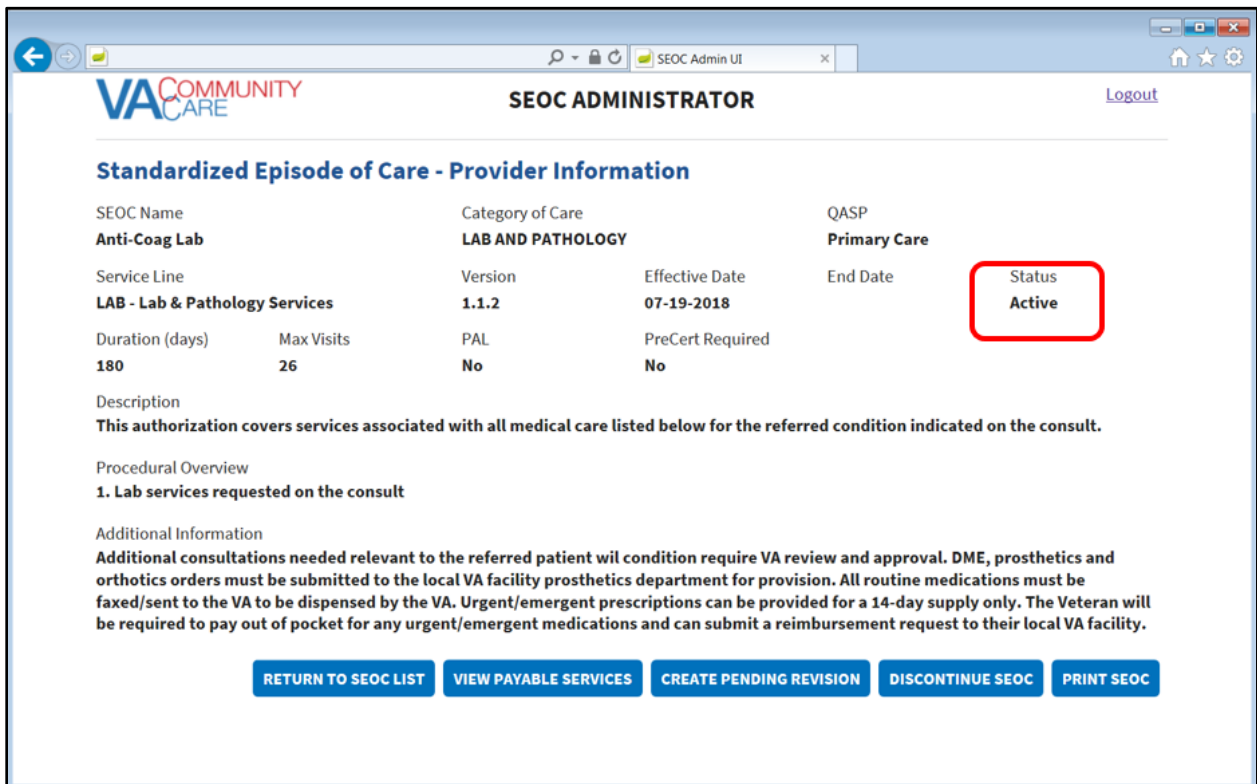 SEOC Admin UI
VA COMMUNITY CARE
SEOC ADMINISTRATOR
Logout
Standardized Episode of Care - Provider Information
SEOC Name Category of Care QASP
Anti-Coag Lab LAB AND PATHOLOGY Primary Care
Service Line Version Effective Date End Date Status
LAB - Lab & Pathology Services 1.1.2 07-19-2018 Active
Duration (days) Max Visits PAL PreCert Required
180 26 No No
Description
This authorization covers services associated with all medical care listed below for the referred condition indicated on the consult.
Procedural Overview
1. Lab services requested on the consult
Additional Information
Additional consultations needed relevant to the referred patient wil condition require VA review and approval. DME, prosthetics and
orthotics orders must be submitted to the local VA facility prosthetics department for provision. All routine medications must be
faxed/sent to the VA to be dispensed by the VA. Urgent/emergent prescriptions can be provided for a 14-day supply only. The Veteran will
be required to pay out of pocket for any urgent/emergent medications and can submit a reimbursement request to their local VA facility.
RETURN TO SEOC LIST VIEW PAYABLE SERVICES CREATE PENDING REVISION DISCONTINUE SEOC PRINT SEOC